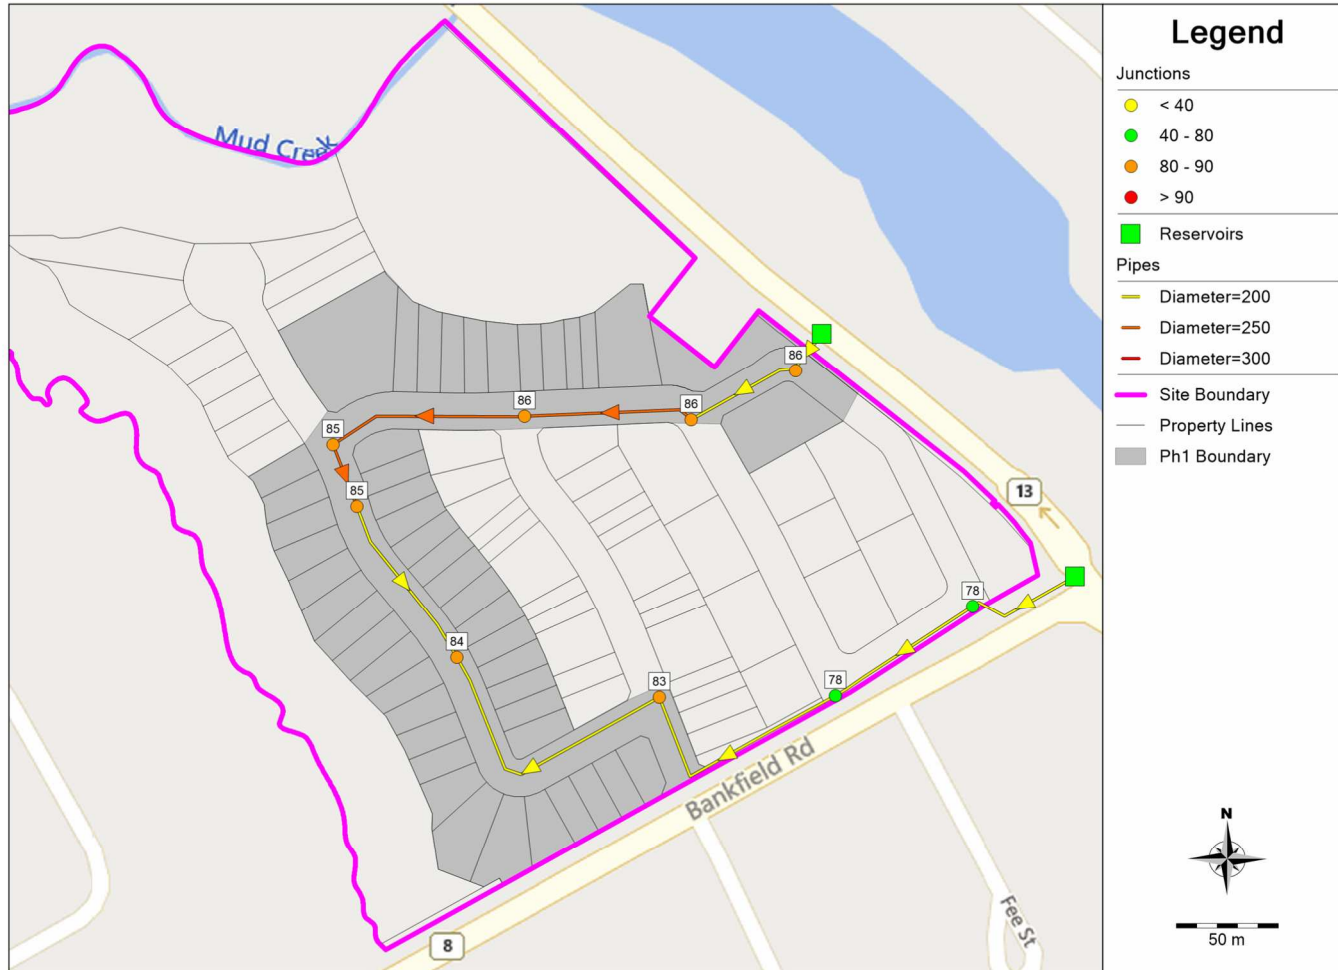 Legend
Junctions
< 40
40 - 80
80 - 90
> 90
Reservoirs
Pipes
Diameter=200
Diameter=250
Diameter=300
Site Boundary
Property Lines
Ph1 Boundary
Mud Creek
86
86
86
85
85
84
83
78
78
13
8
Bankfield Rd
Fee St
N
50 m